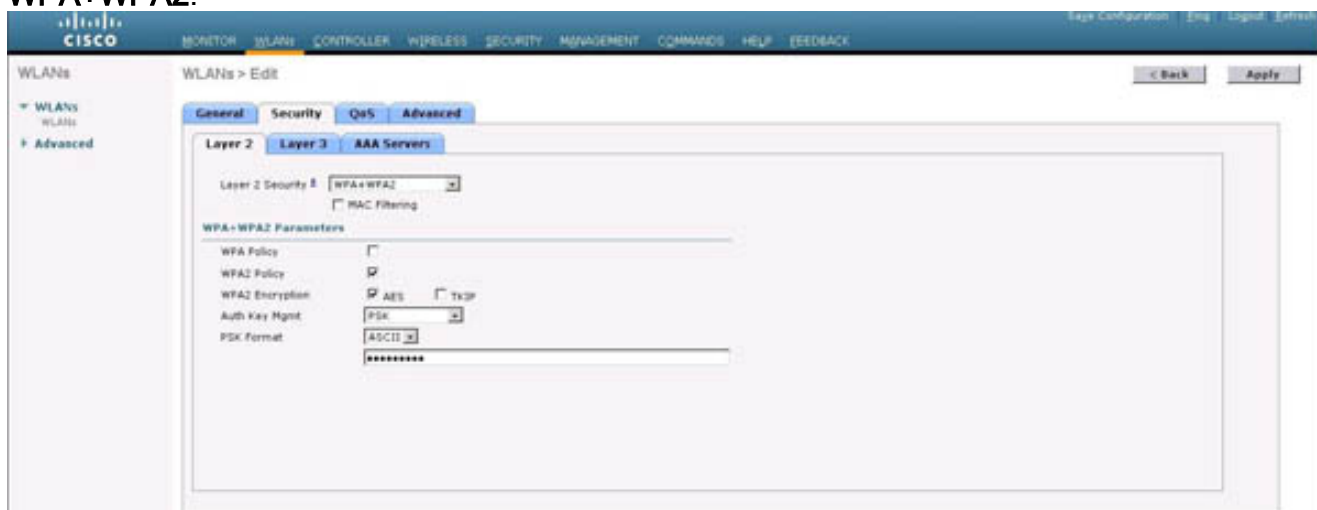 WPA+WPA2.
Save Configuration Ping Logout Refresh
CISCO
MONITOR WLANs CONTROLLER WIRELESS SECURITY MANAGEMENT COMMANDS HELP FEEDBACK
WLANs
WLANs > Edit
< Back
Apply
WLANs
WLANs
Advanced
General Security QoS Advanced
Layer 2 Layer 3 AAA Servers
Layer 2 Security WPA+WPA2
MAC Filtering
WPA+WPA2 Parameters
WPA Policy
WPA2 Policy
WPA2 Encryption AES TKIP
Auth Key Mgmt PSK
PSK Format ASCII
•••••••••